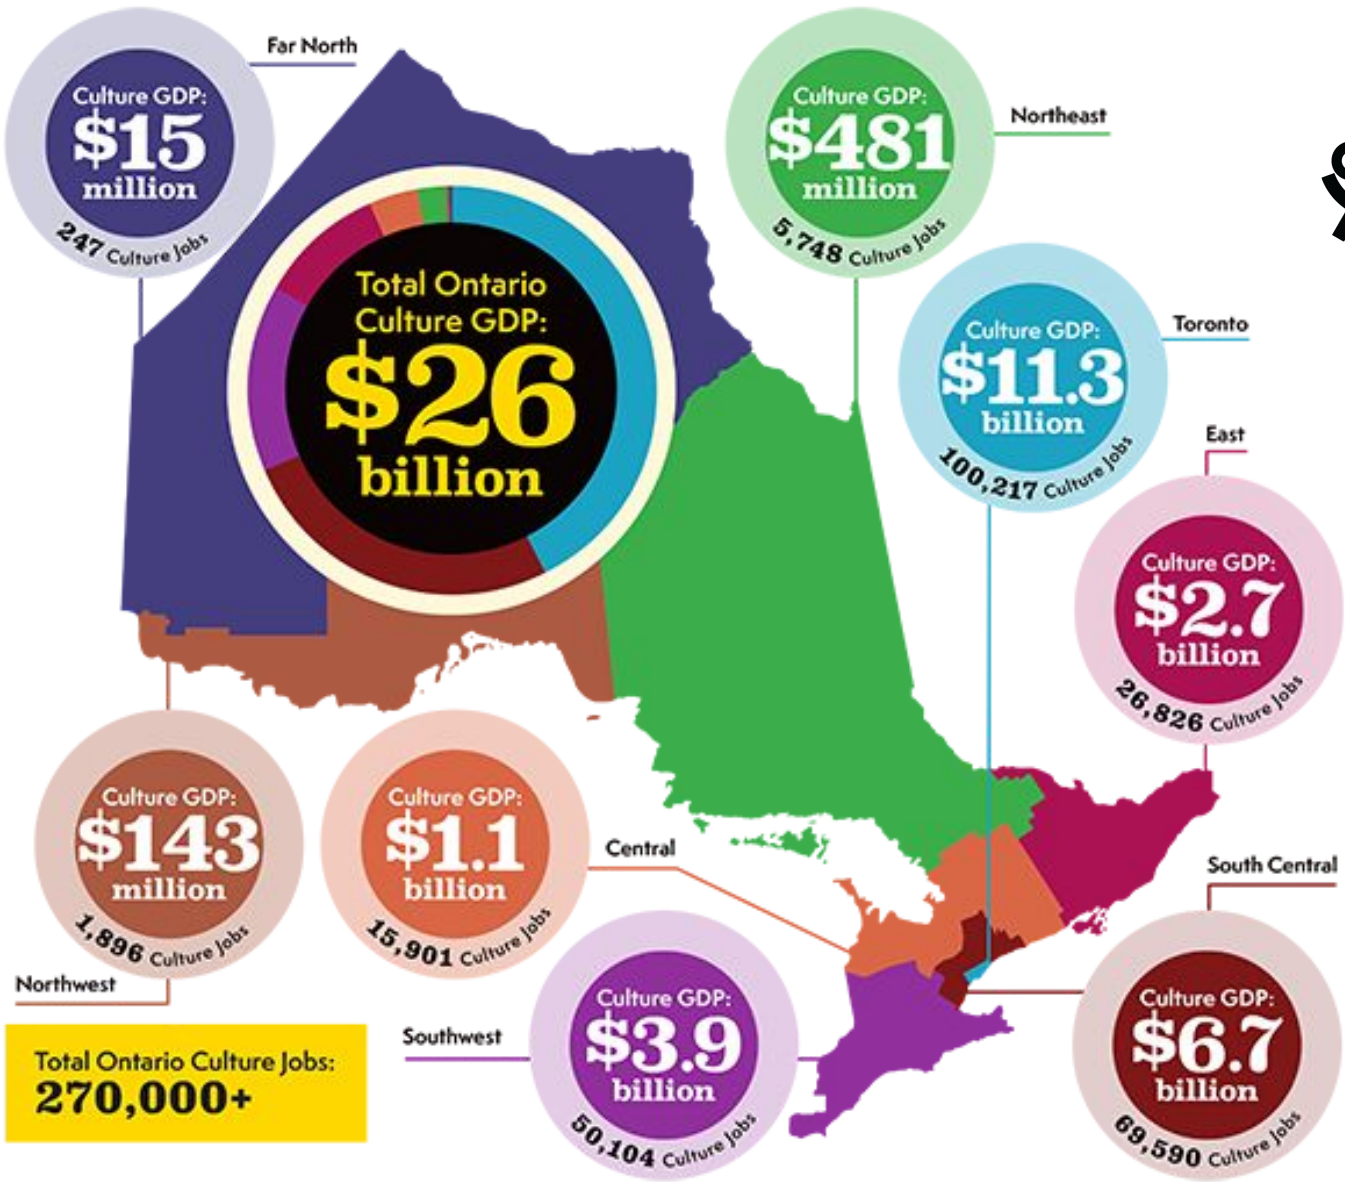 Far North
Culture GDP:
$15
million
247 Culture Jobs
Culture GDP:
$481
million
5,748 Culture Jobs
Northeast
Total Ontario
Culture GDP:
$26
billion
Culture GDP:
$11.3
billion
100,217 Culture Jobs
Toronto
East
Culture GDP:
$2.7
billion
26,826 Culture Jobs
Culture GDP:
$143
million
1,896 Culture Jobs
Northwest
Culture GDP:
$1.1
billion
15,901 Culture Jobs
Central
South Central
Culture GDP:
$6.7
billion
69,590 Culture Jobs
Southwest
Culture GDP:
$3.9
billion
50,104 Culture Jobs
Total Ontario Culture Jobs:
270,000+